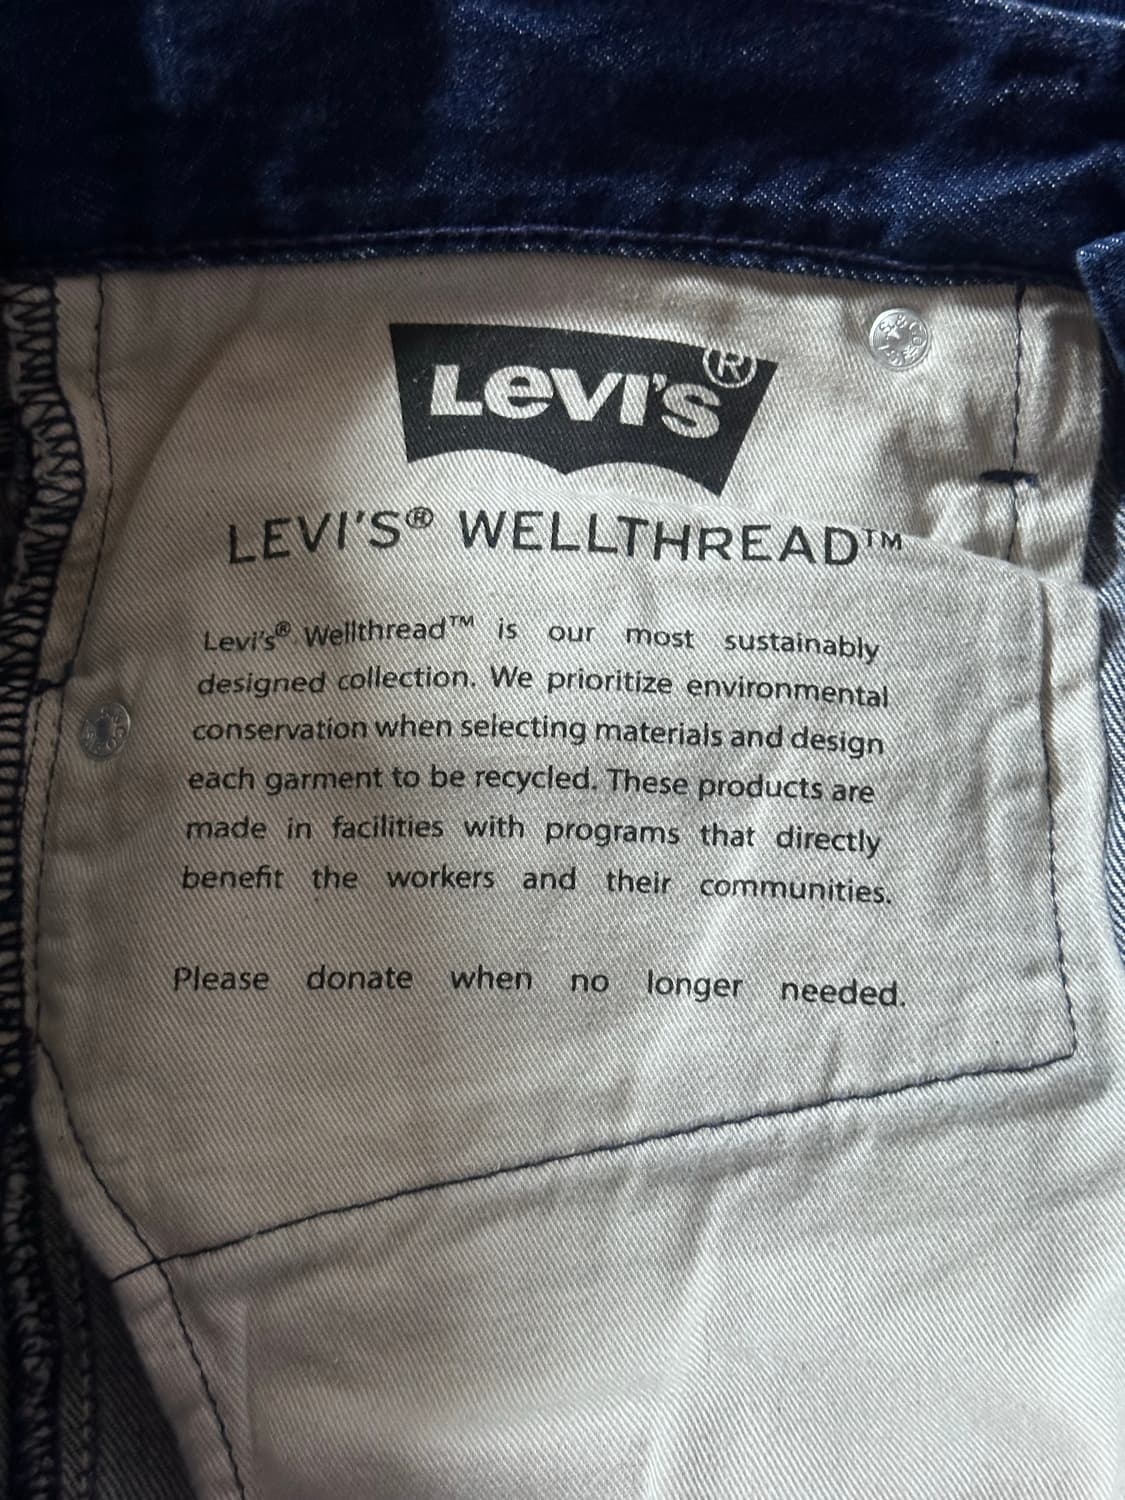 LEVI'S®
LEVI'S® WELLTHREAD™
Levi's® Wellthread™ is our most sustainably
designed collection. We prioritize environmental
conservation when selecting materials and design
each garment to be recycled. These products are
made in facilities with programs that directly
benefit the workers and their communities.
Please donate when no longer needed.